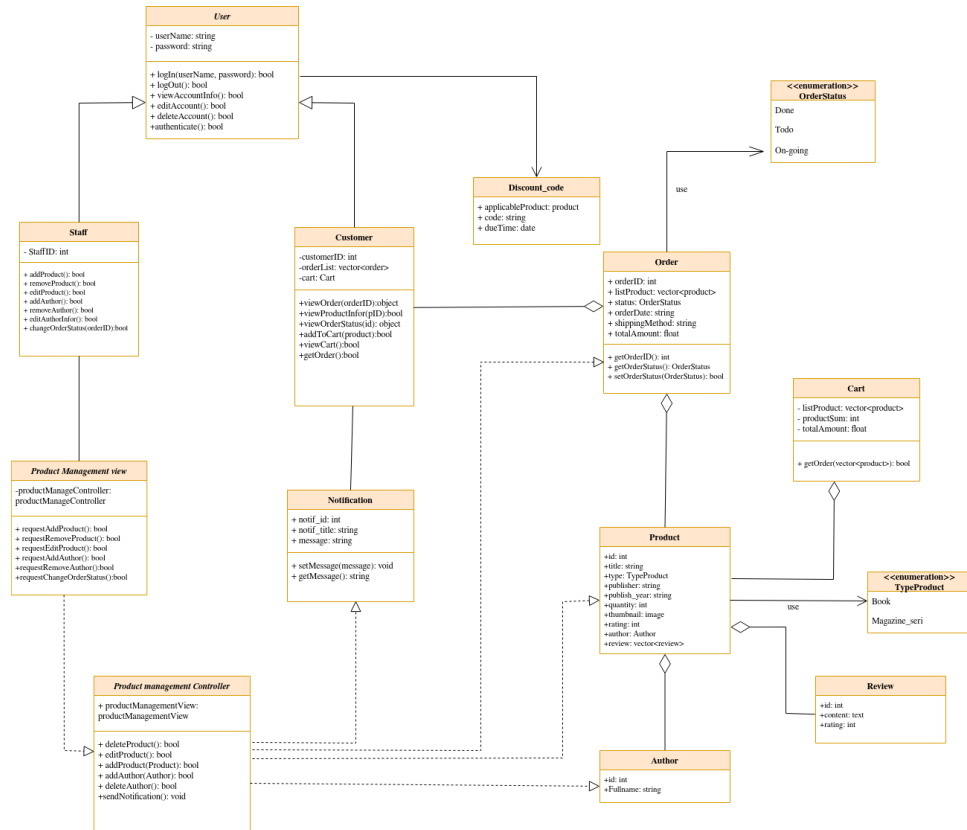 User
- userName: string
- password: string
+ logIn(userName, password): bool
+ logOut(): bool
+ viewAccountInfo(): bool
+ editAccount(): bool
+ deleteAccount(): bool
+authenticate(): bool
<<enumeration>>
OrderStatus
Done
Todo
On-going
use
Discount_code
+ applicableProduct: product
+ code: string
+ dueTime: date
Staff
- StaffID: int
+ addProduct(): bool
+ removeProduct(): bool
+ editProduct(): bool
+ addAuthor(): bool
+ removeAuthor(): bool
+ editAuthorInfor(): bool
+ changeOrderStatus(orderID):bool
Customer
-customerID: int
-orderList: vector<order>
-cart: Cart
+viewOrder(orderID):object
+viewProductInfor(pID):bool
+viewOrderStatus(id): object
+addToCart(product):bool
+viewCart():bool
+getOrder():bool
Order
+ orderID: int
+ listProduct: vector<product>
+ status: OrderStatus
+ orderDate: string
+ shippingMethod: string
+ totalAmount: float
+ getOrderID(): int
+ getOrderStatus(): OrderStatus
+ setOrderStatus(OrderStatus): bool
Cart
- listProduct: vector<product>
- productSum: int
- totalAmount: float
+ getOrder(vector<product>): bool
Product Management view
-productManageController:
productManageController
+ requestAddProduct(): bool
+ requestRemoveProduct(): bool
+ requestEditProduct(): bool
+ requestAddAuthor(): bool
+requestRemoveAuthor(): bool
+requestChangeOrderStatus():bool
Notification
+ notif_id: int
+ notif_title: string
+ message: string
+ setMessage(message): void
+ getMessage(): string
Product
+id: int
+title: string
+type: TypeProduct
+publisher: string
+publish_year: string
+quantity: int
+thumbnail: image
+rating: int
+author: Author
+review: vector<review>
use
<<enumeration>>
TypeProduct
Book
Magazine_seri
Product management Controller
+ productManagementView:
productManagementView
+ deleteProduct(): bool
+ editProduct(): bool
+ addProduct(Product): bool
+ addAuthor(Author): bool
+ deleteAuthor(): bool
+sendNotification(): void
Review
+id: int
+content: text
+rating: int
Author
+id: int
+Fullname: string